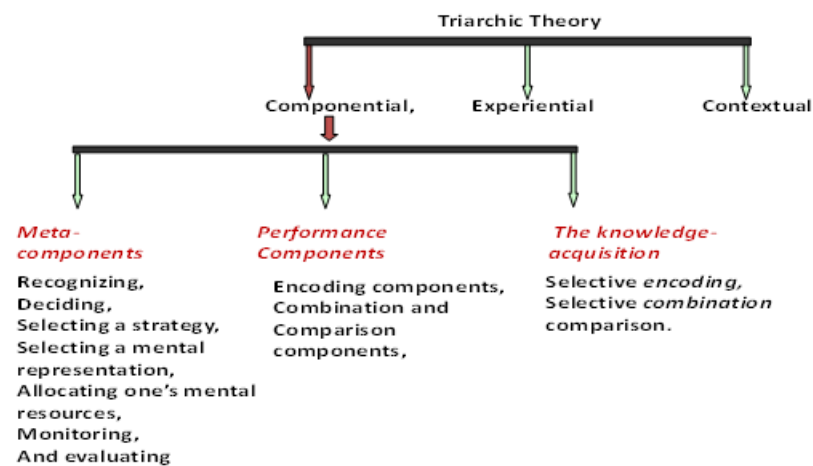 Triarchic Theory
Componential,
Experiential
Contextual
Meta-
components
Recognizing,
Deciding,
Selecting a strategy,
Selecting a mental
representation,
Allocating one's mental
resources,
Monitoring,
And evaluating
Performance
Components
Encoding components,
Combination and
Comparison
components,
The knowledge-
acquisition
Selective encoding,
Selective combination
comparison.